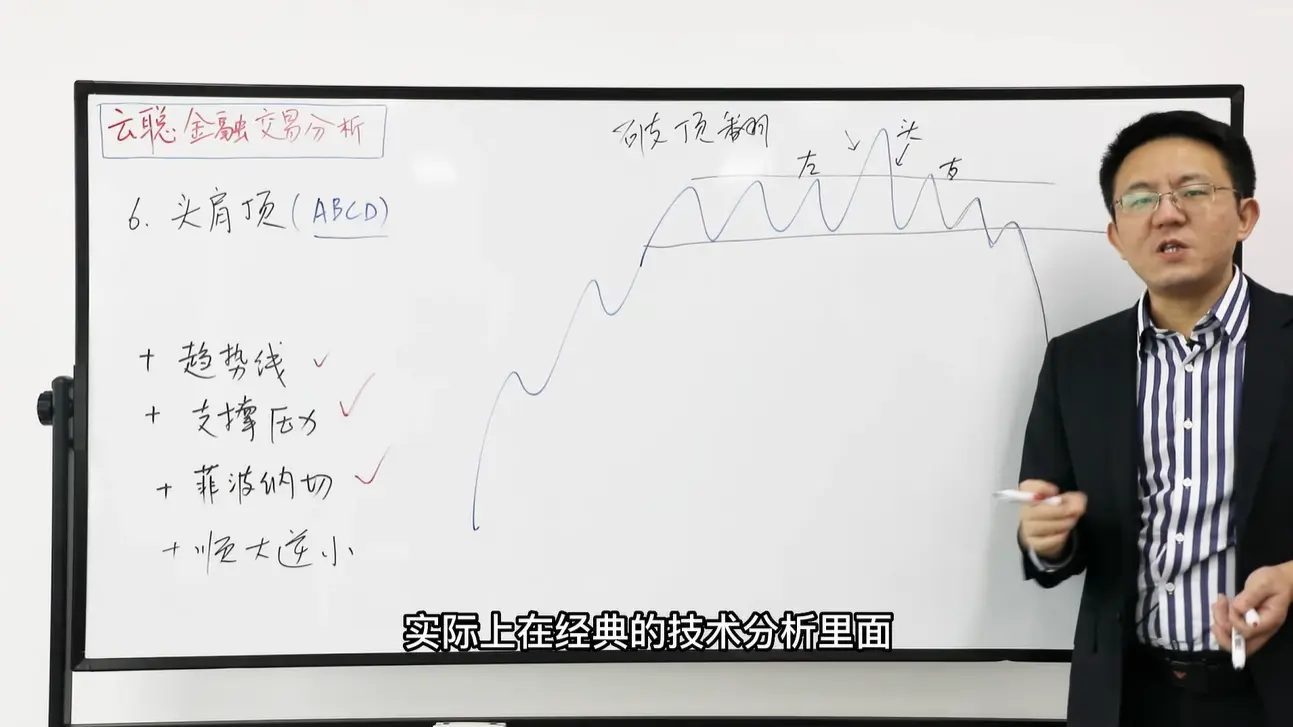 云聪金融交易分析
破顶翻
头
左
右
6. 头肩顶(ABCD)
+ 趋势线 ✓
+ 支撑压力 ✓
+ 菲波纳切 ✓
+ 顺大逆小
实际上在经典的技术分析里面